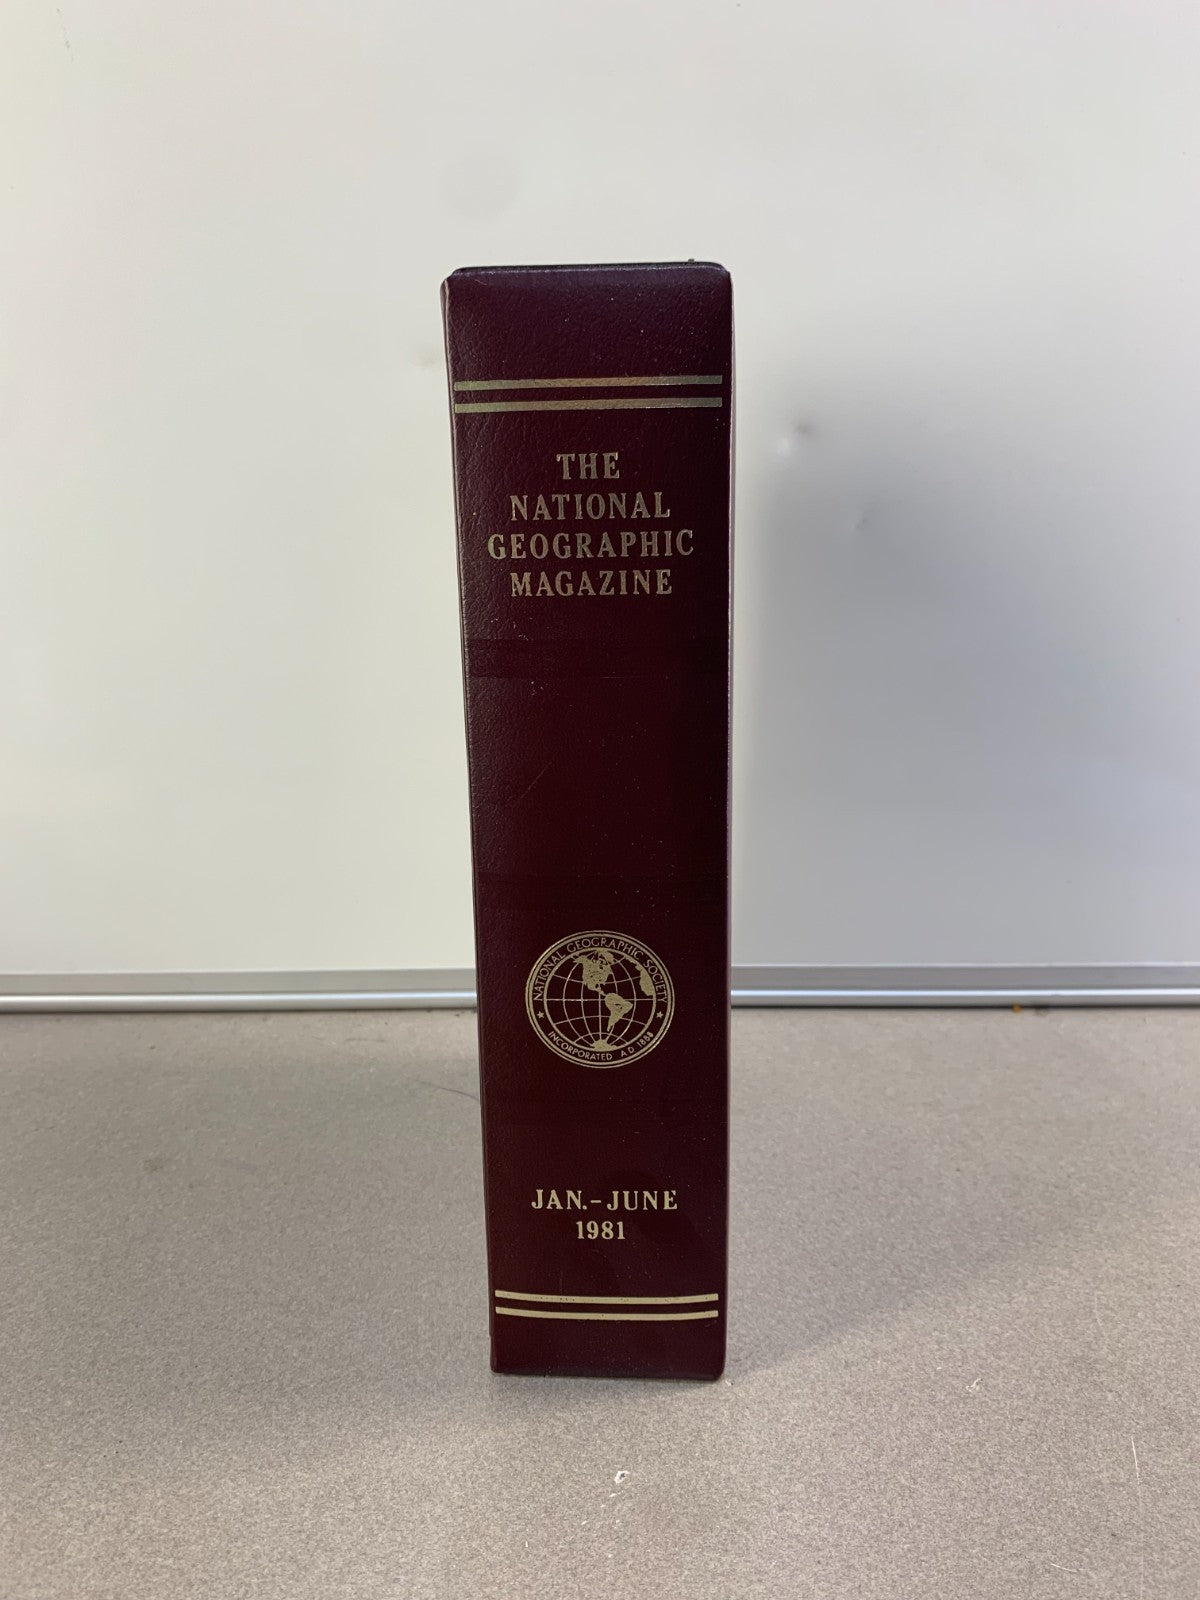 THE
NATIONAL
GEOGRAPHIC
MAGAZINE
NATIONAL GEOGRAPHIC SOCIETY
INCORPORATED A.D. 1888
JAN.-JUNE
1981